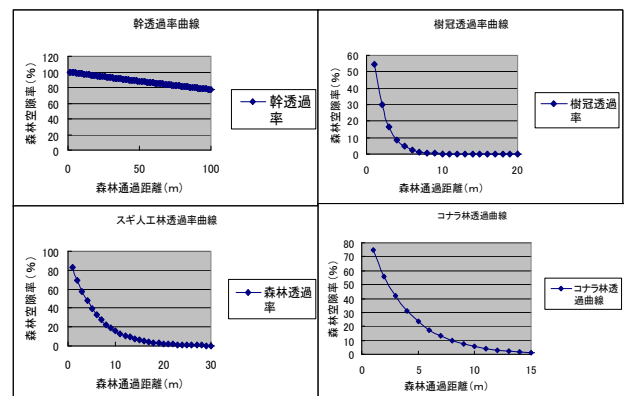 幹透過率曲線
森林空隙率(%)
120
100
80
60
40
20
0
0 50 100
森林通過距離(m)
幹透過
率
樹冠透過率曲線
森林空隙率(%)
60
50
40
30
20
10
0
0 10 20
森林通過距離(m)
樹冠透過
率
スギ人工林透過率曲線
森林空隙率(%)
100
80
60
40
20
0
0 10 20 30
森林通過距離(m)
森林透過
率
コナラ林透過曲線
森林空隙率(%)
80
70
60
50
40
30
20
10
0
0 5 10 15
森林通過距離(m)
コナラ林透
過曲線